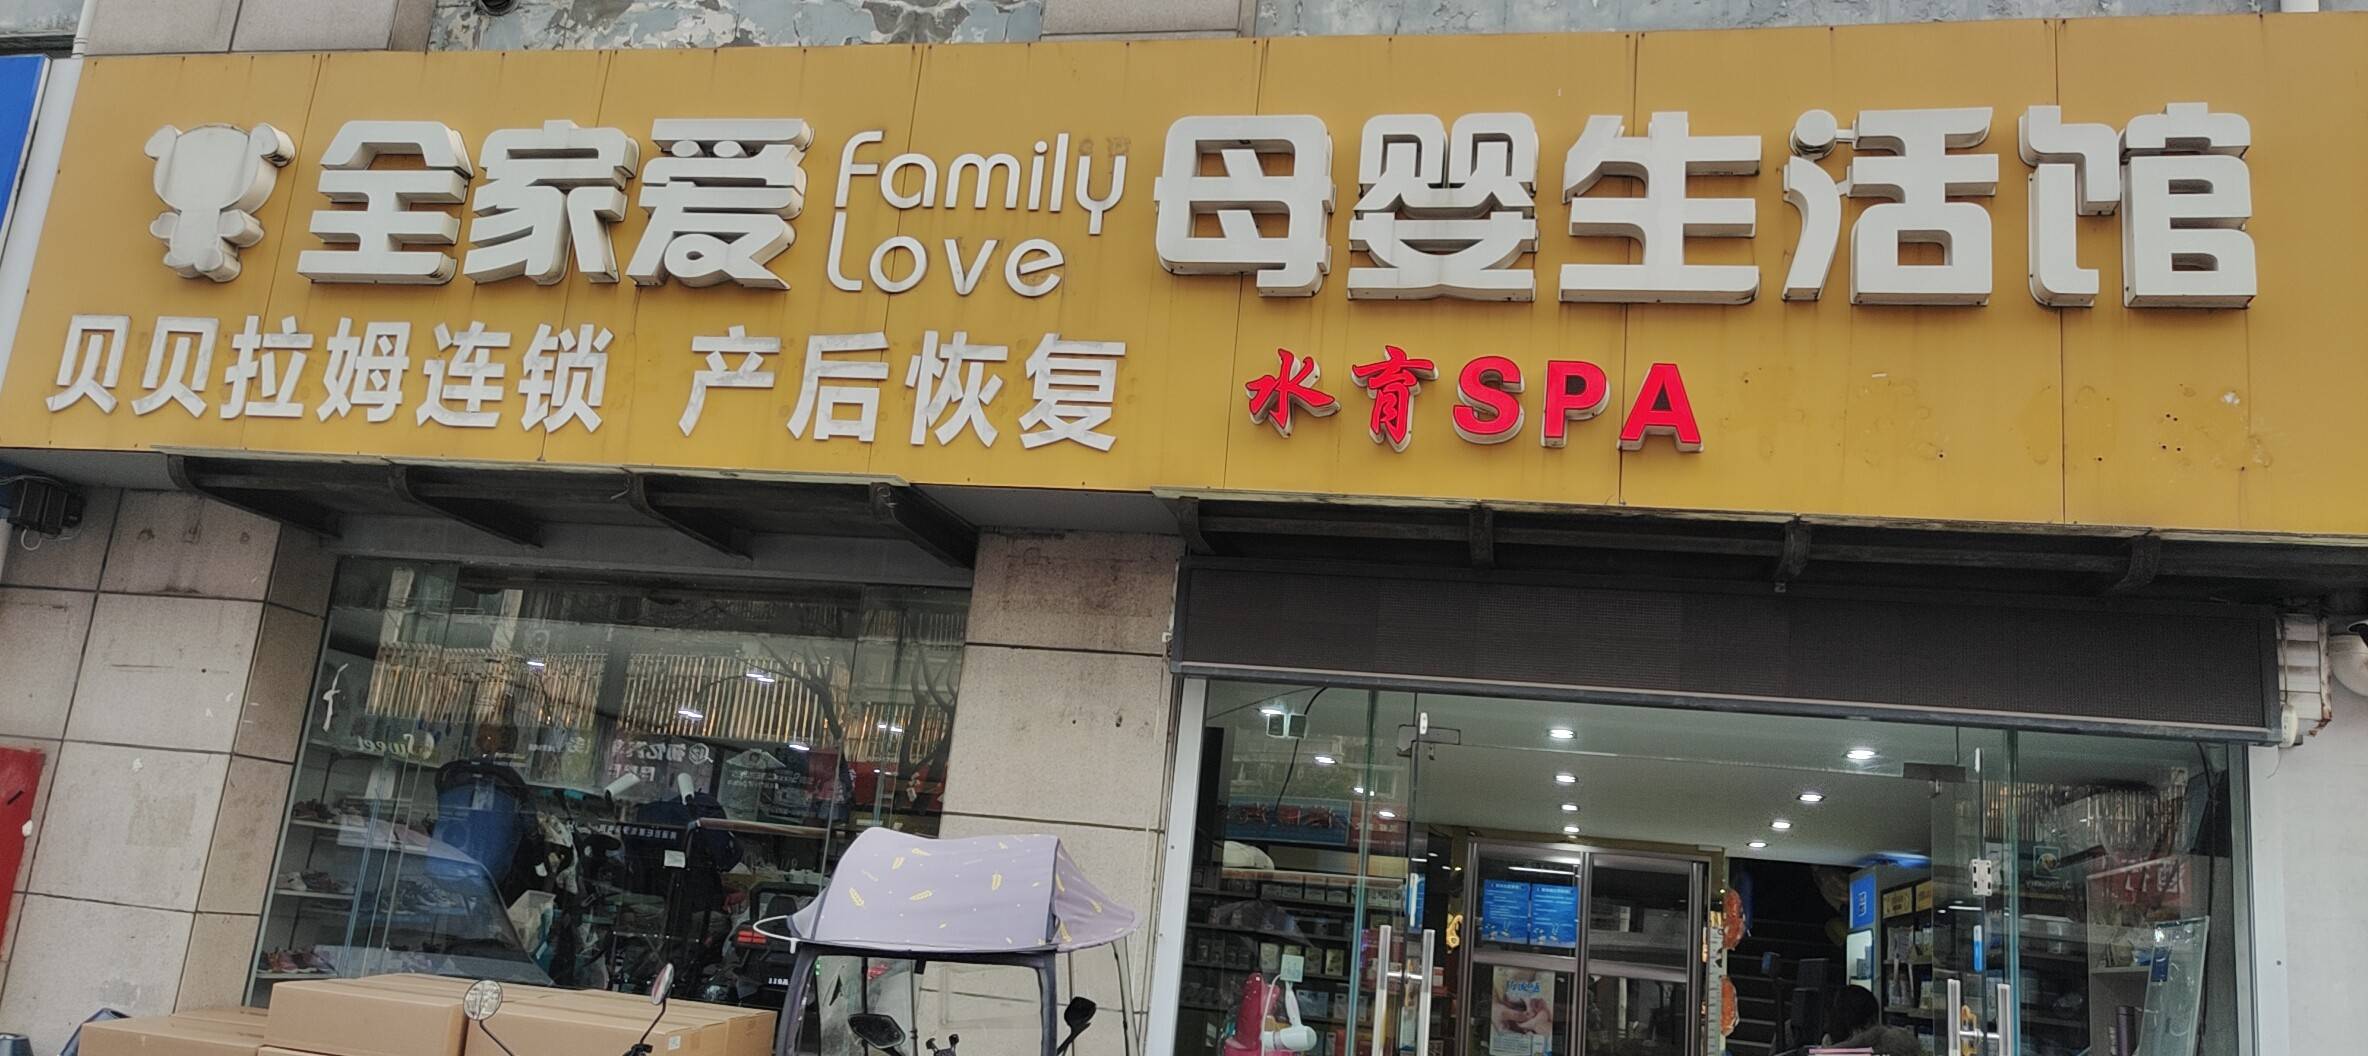 全家爱 Family Love 母婴生活馆
贝贝拉姆连锁 产后恢复 水育SPA
Sweet